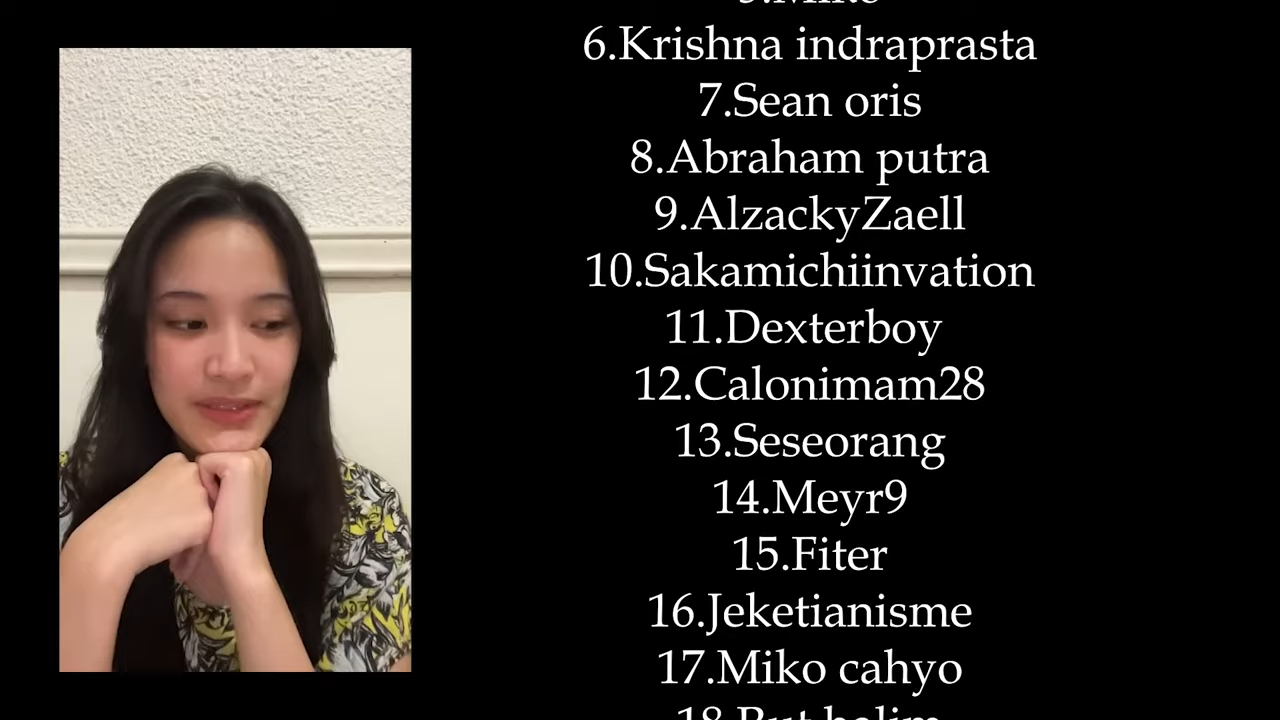 6.Krishna indraprasta
7.Sean oris
8.Abraham putra
9.AlzackyZaell
10.Sakamichiinvation
11.Dexterboy
12.Calonimam28
13.Seseorang
14.Meyr9
15.Fiter
16.Jeketianisme
17.Miko cahyo